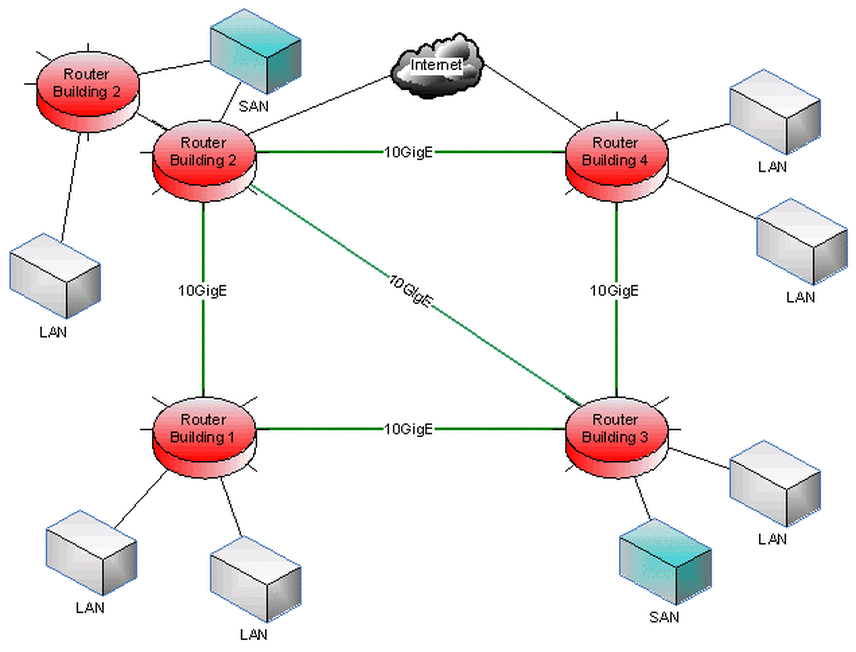 Router
Building 2
SAN
Internet
Router
Building 2
10GigE
Router
Building 4
LAN
LAN
LAN
10GigE
10GigE
10GigE
Router
Building 1
10GigE
Router
Building 3
LAN
LAN
LAN
SAN